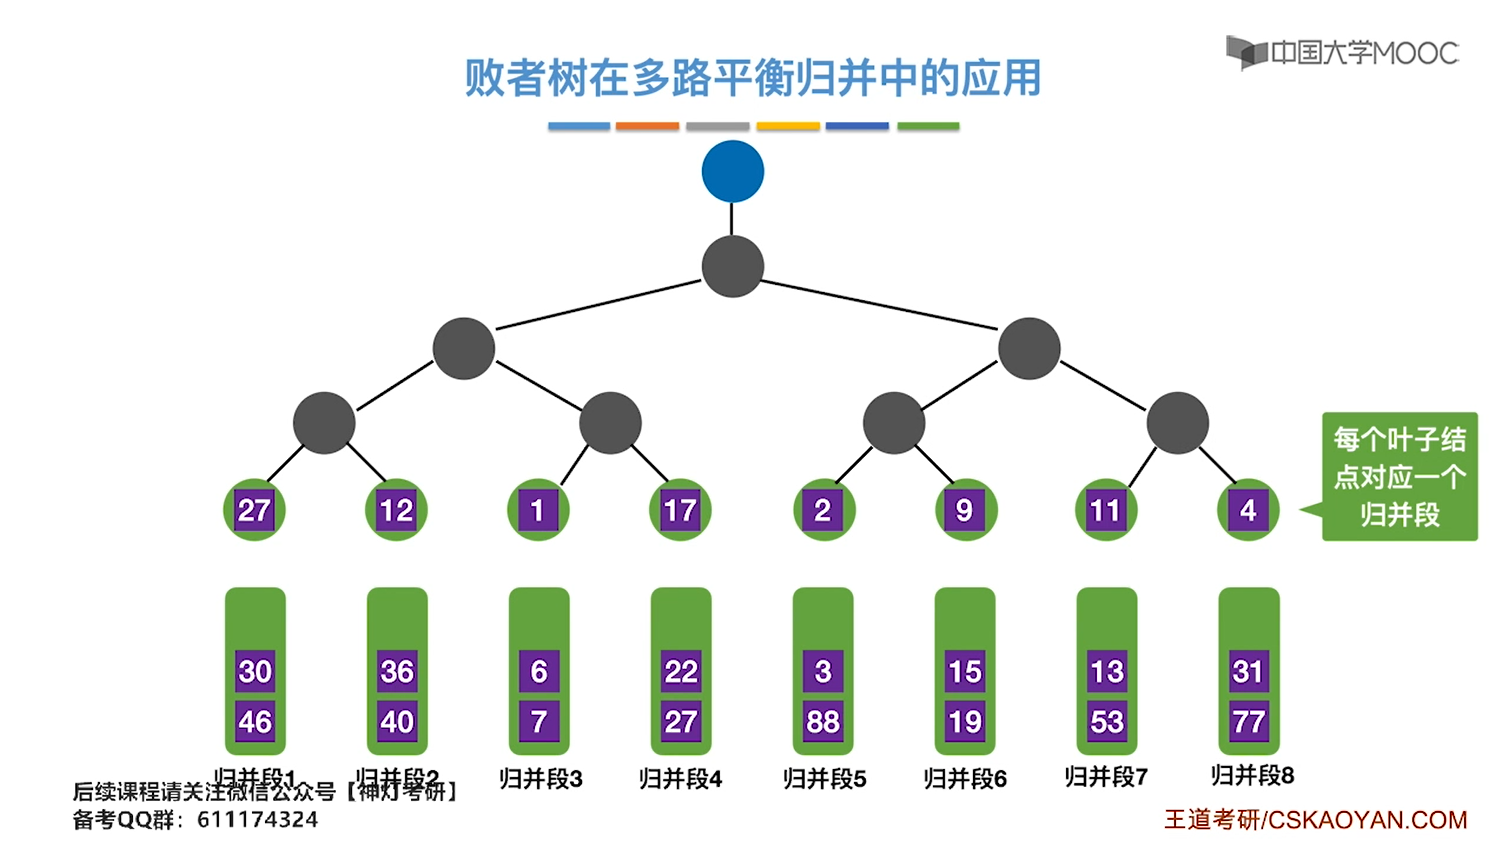 中国大学MOOC
败者树在多路平衡归并中的应用
每个叶子结
点对应一个
归并段
27 12 1 17 2 9 11 4
30 36 6 22 3 15 13 31
46 40 7 27 88 19 53 77
归并段1 归并段2 归并段3 归并段4 归并段5 归并段6 归并段7 归并段8
后续课程请关注微信公众号【神灯考研】
备考QQ群：611174324
王道考研/CSKAOYAN.COM